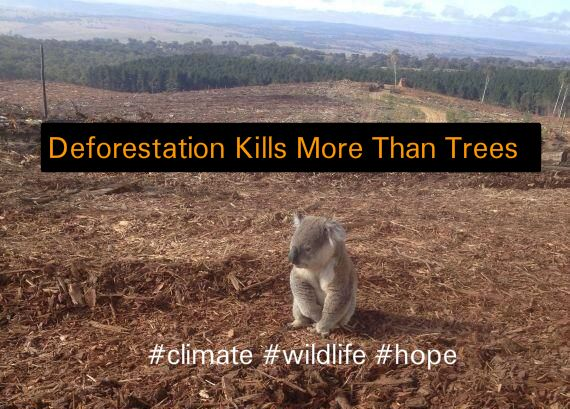 Deforestation Kills More Than Trees
#climate #wildlife #hope